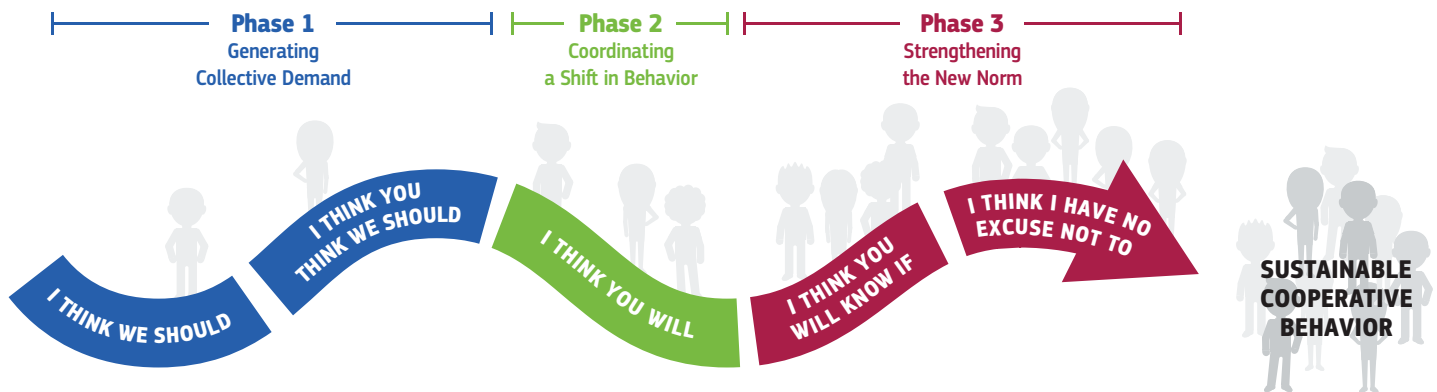 Phase 1
Generating
Collective Demand
Phase 2
Coordinating
a Shift in Behavior
Phase 3
Strengthening
the New Norm
I THINK WE SHOULD
I THINK YOU
THINK WE SHOULD
I THINK YOU WILL
I THINK YOU
WILL KNOW IF
I THINK I HAVE NO
EXCUSE NOT TO
SUSTAINABLE
COOPERATIVE
BEHAVIOR